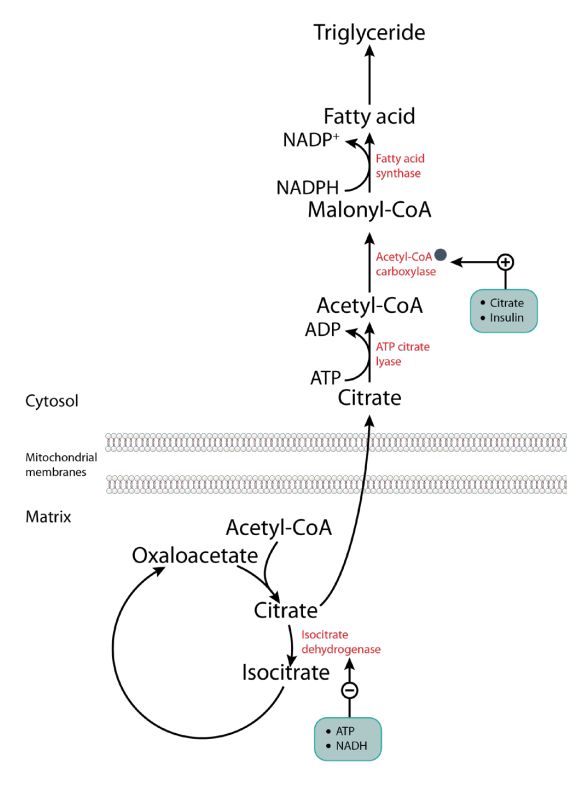 Triglyceride
Fatty acid
NADP+
Fatty acid
synthase
NADPH
Malonyl-CoA
Acetyl-CoA
carboxylase
+
• Citrate
• Insulin
Acetyl-CoA
ADP
ATP citrate
lyase
ATP
Citrate
Cytosol
Mitochondrial
membranes
Matrix
Acetyl-CoA
Oxaloacetate
Citrate
Isocitrate
dehydrogenase
Isocitrate
−
• ATP
• NADH